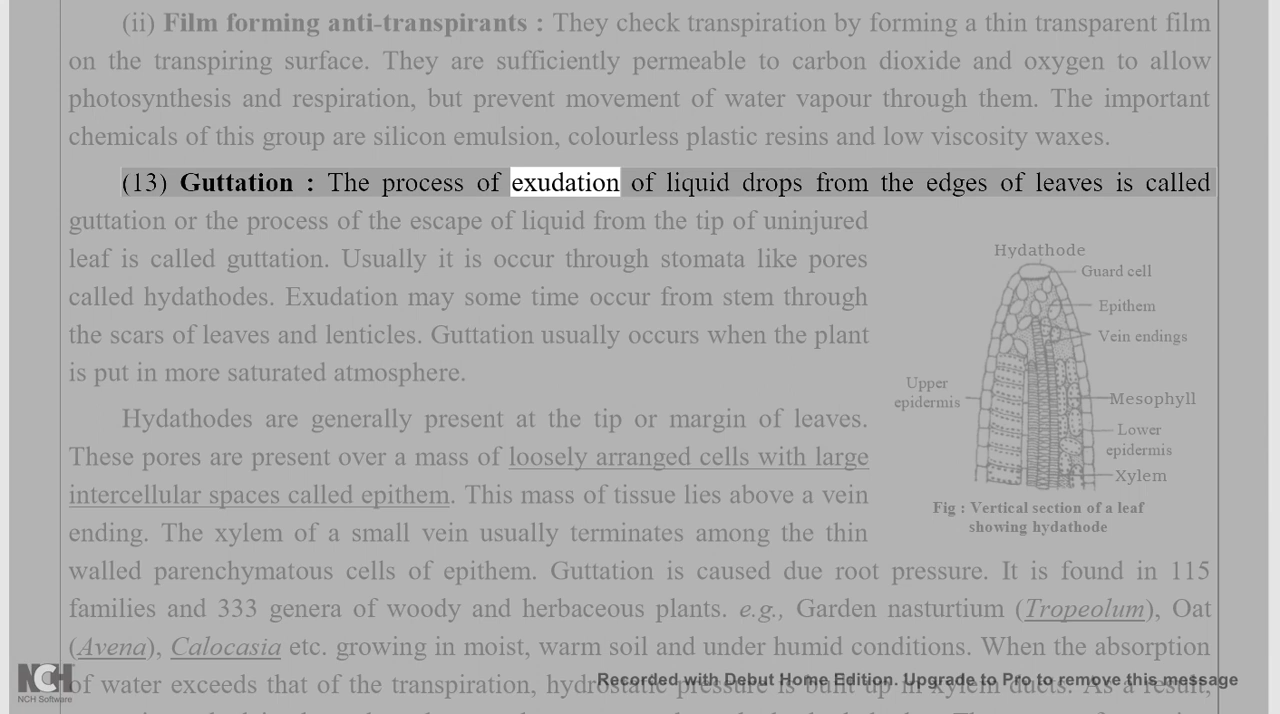 (ii) Film forming anti-transpirants : They check transpiration by forming a thin transparent film
on the transpiring surface. They are sufficiently permeable to carbon dioxide and oxygen to allow
photosynthesis and respiration, but prevent movement of water vapour through them. The important
chemicals of this group are silicon emulsion, colourless plastic resins and low viscosity waxes.
(13) Guttation : The process of exudation of liquid drops from the edges of leaves is called
guttation or the process of the escape of liquid from the tip of uninjured
leaf is called guttation. Usually it is occur through stomata like pores
called hydathodes. Exudation may some time occur from stem through
the scars of leaves and lenticles. Guttation usually occurs when the plant
is put in more saturated atmosphere.
Hydathodes are generally present at the tip or margin of leaves.
These pores are present over a mass of loosely arranged cells with large
intercellular spaces called epithem. This mass of tissue lies above a vein
ending. The xylem of a small vein usually terminates among the thin
walled parenchymatous cells of epithem. Guttation is caused due root pressure. It is found in 115
families and 333 genera of woody and herbaceous plants. e.g., Garden nasturtium (Tropeolum), Oat
(Avena), Calocasia etc. growing in moist, warm soil and under humid conditions. When the absorption
of water exceeds that of the transpiration, hydrostatic pressure is built up in xylem ducts. As a result,
Hydathode
Guard cell
Epithem
Vein endings
Upper
epidermis
Mesophyll
Lower
epidermis
Xylem
Fig : Vertical section of a leaf
showing hydathode
NCH
NCH Software
Recorded with Debut Home Edition. Upgrade to Pro to remove this message